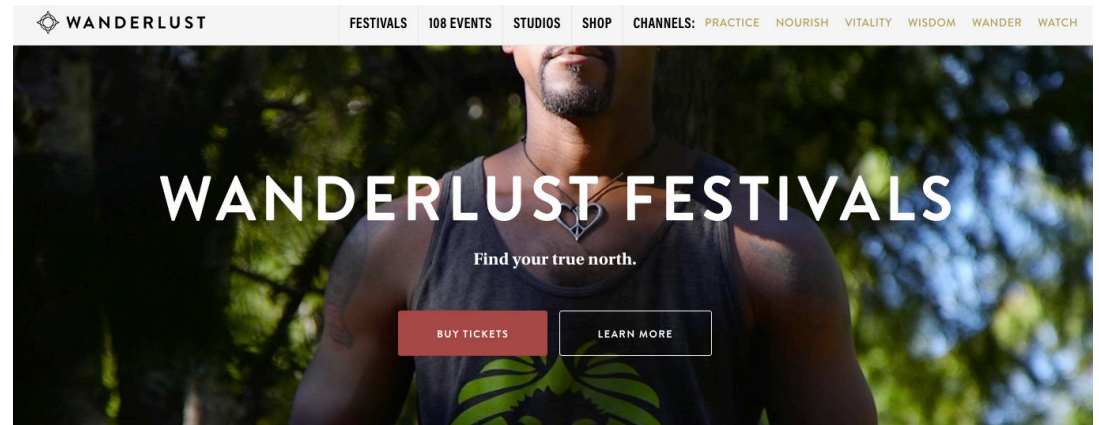 WANDERLUST FESTIVALS 108 EVENTS STUDIOS SHOP CHANNELS: PRACTICE NOURISH VITALITY WISDOM WANDER WATCH
WANDERLUST FESTIVALS
Find your true north.
BUY TICKETS LEARN MORE